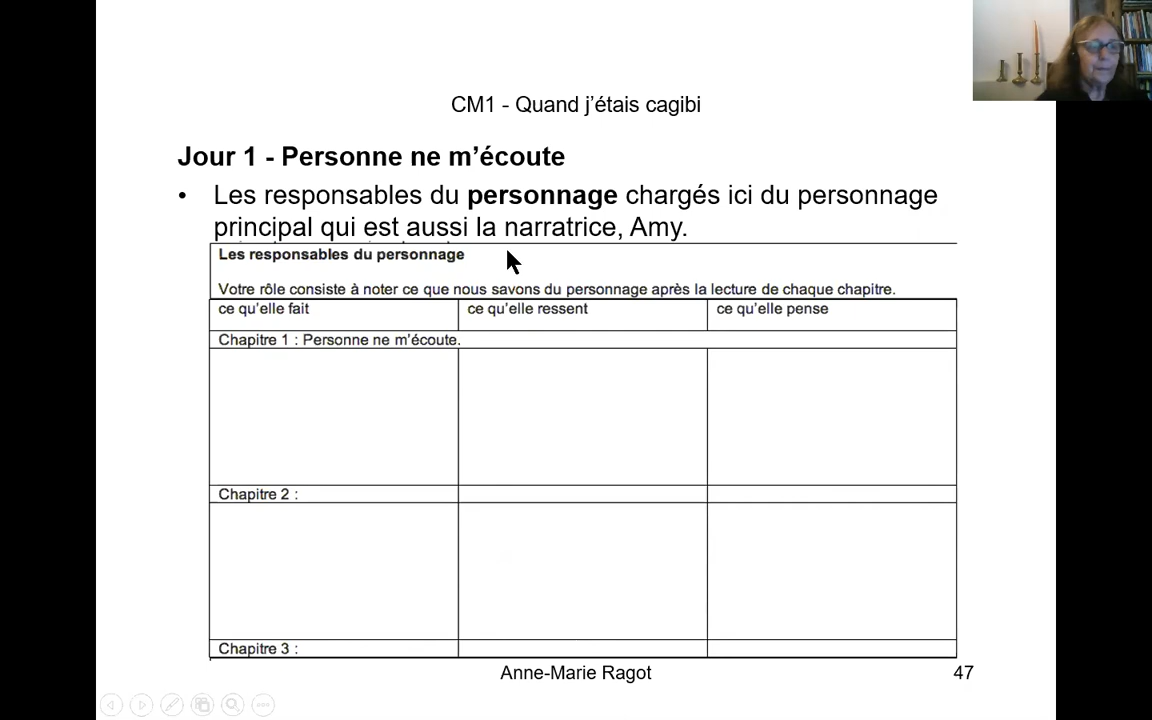 CM1 - Quand j’étais cagibi
Jour 1 - Personne ne m’écoute
• Les responsables du personnage chargés ici du personnage
principal qui est aussi la narratrice, Amy.
Les responsables du personnage
Votre rôle consiste à noter ce que nous savons du personnage après la lecture de chaque chapitre.
ce qu’elle fait
ce qu’elle ressent
ce qu’elle pense
Chapitre 1 : Personne ne m’écoute.
Chapitre 2 :
Chapitre 3 :
Anne-Marie Ragot
47